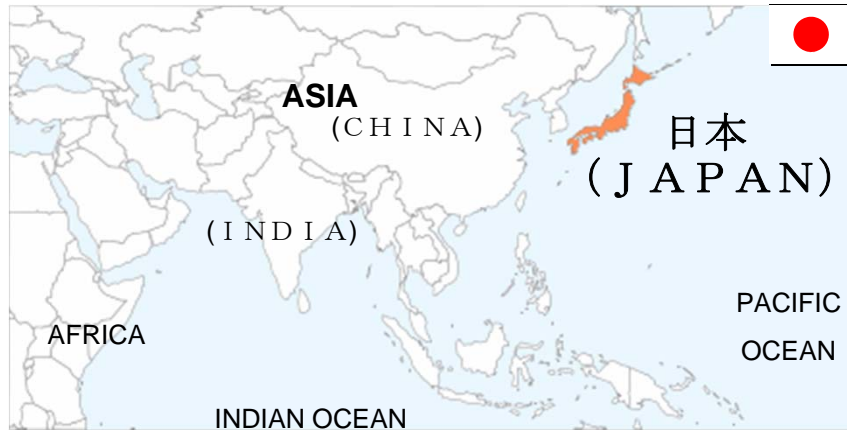 ASIA
(CHINA)
日本
(JAPAN)
(INDIA)
PACIFIC
OCEAN
AFRICA
INDIAN OCEAN